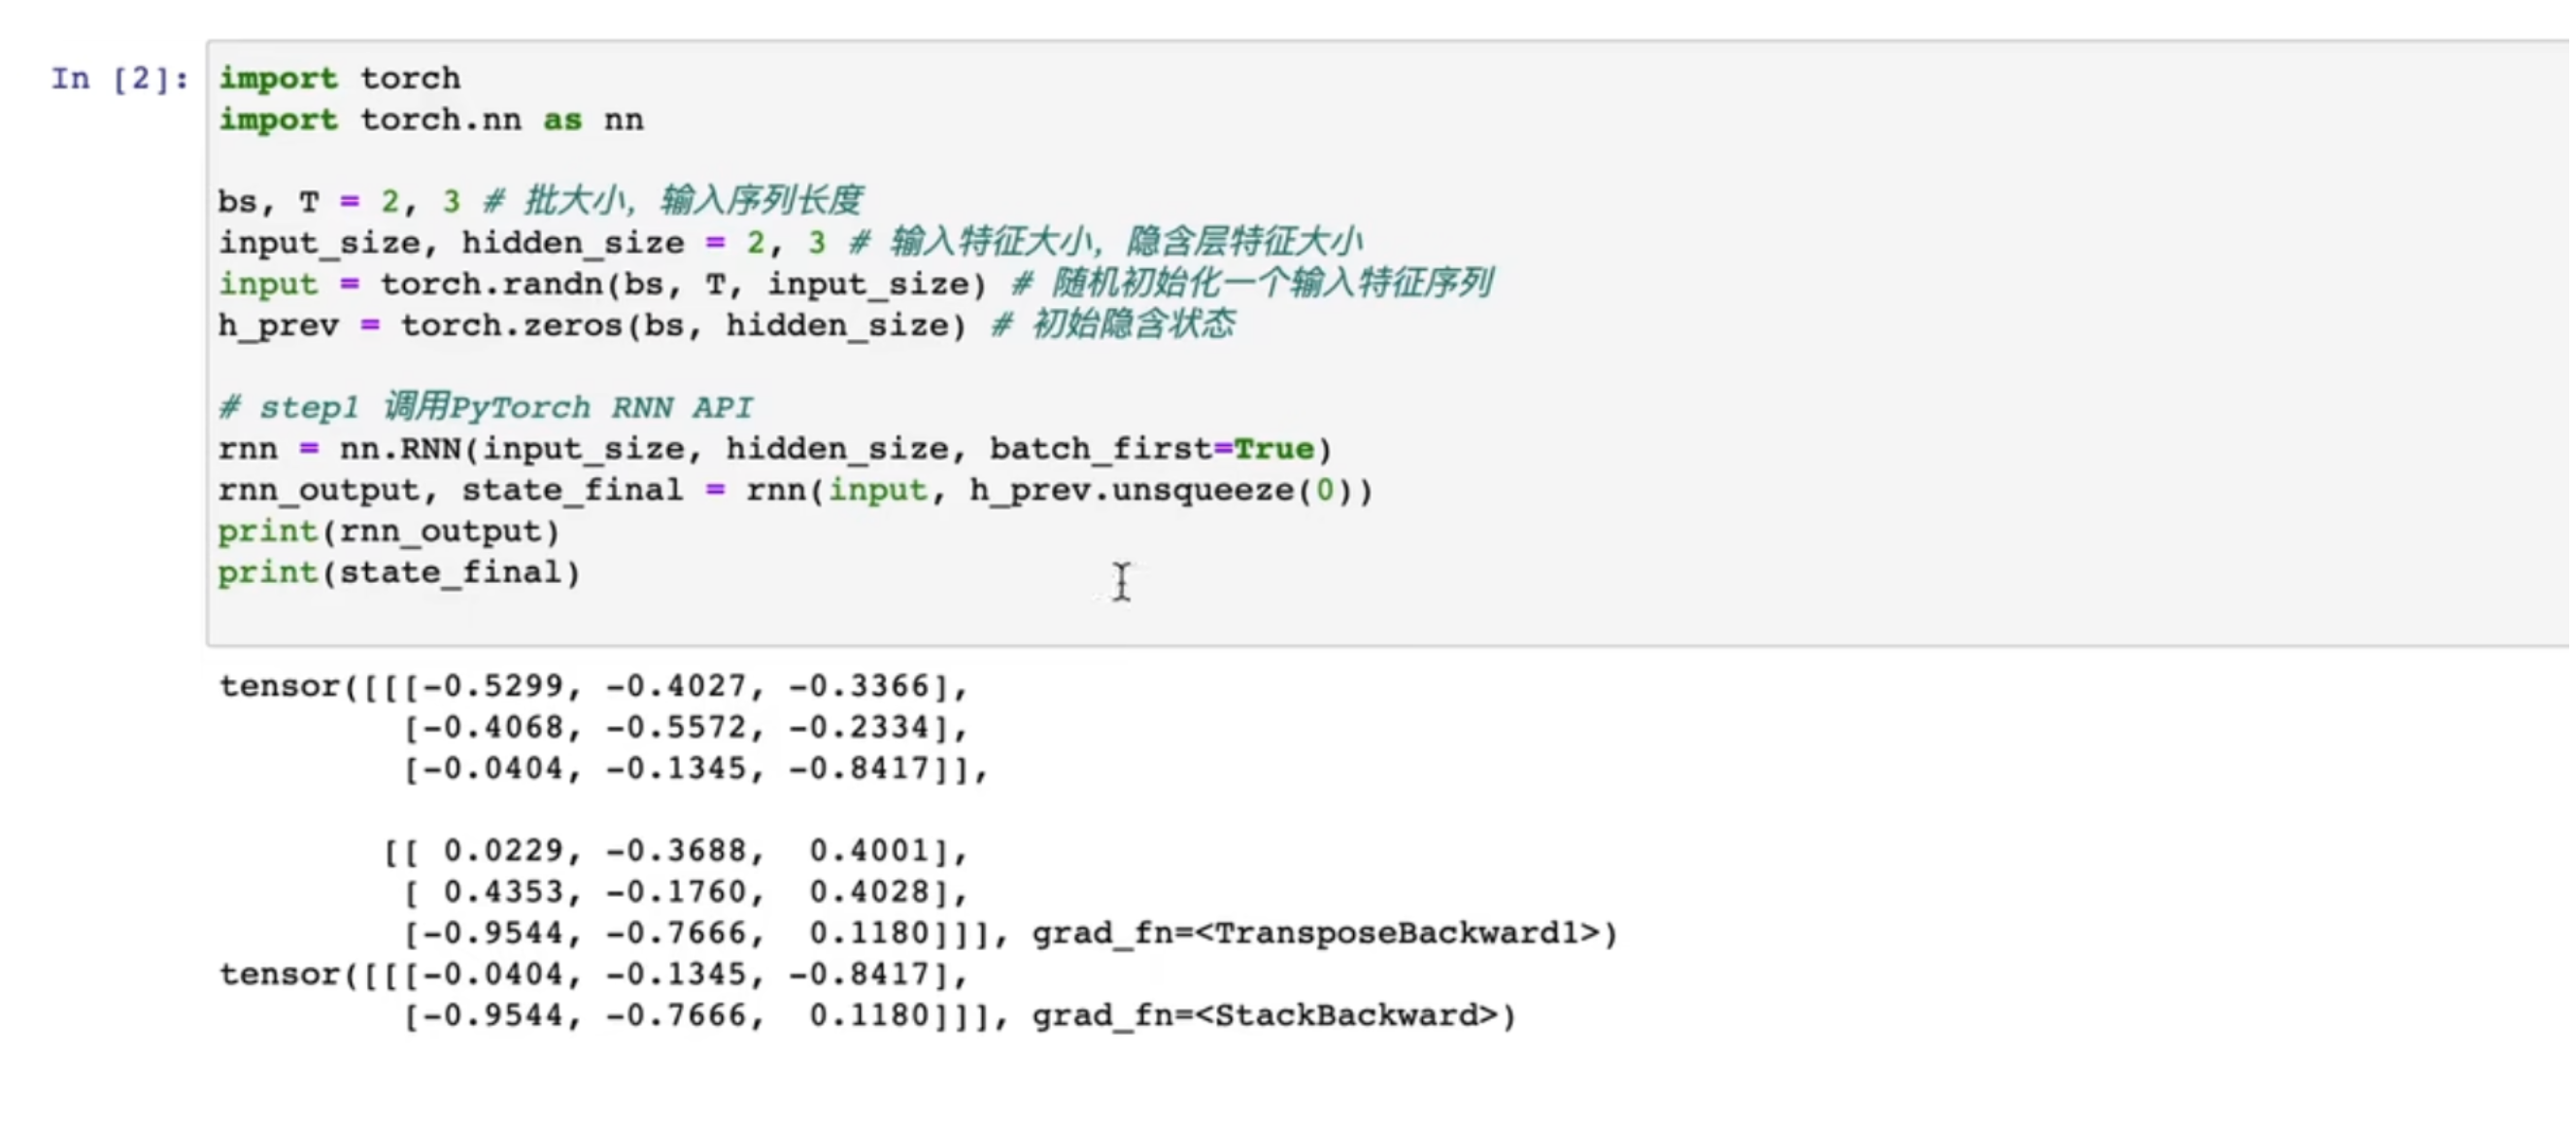 In [2]:
import torch
import torch.nn as nn
bs, T = 2, 3 # 批大小, 输入序列长度
input_size, hidden_size = 2, 3 # 输入特征大小, 隐含层特征大小
input = torch.randn(bs, T, input_size) # 随机初始化一个输入特征序列
h_prev = torch.zeros(bs, hidden_size) # 初始隐含状态
# step1 调用PyTorch RNN API
rnn = nn.RNN(input_size, hidden_size, batch_first=True)
rnn_output, state_final = rnn(input, h_prev.unsqueeze(0))
print(rnn_output)
print(state_final)
tensor([[[-0.5299, -0.4027, -0.3366],
[-0.4068, -0.5572, -0.2334],
[-0.0404, -0.1345, -0.8417]],
[[ 0.0229, -0.3688,  0.4001],
[ 0.4353, -0.1760,  0.4028],
[-0.9544, -0.7666,  0.1180]]], grad_fn=<TransposeBackward1>)
tensor([[[-0.0404, -0.1345, -0.8417],
[-0.9544, -0.7666,  0.1180]]], grad_fn=<StackBackward>)